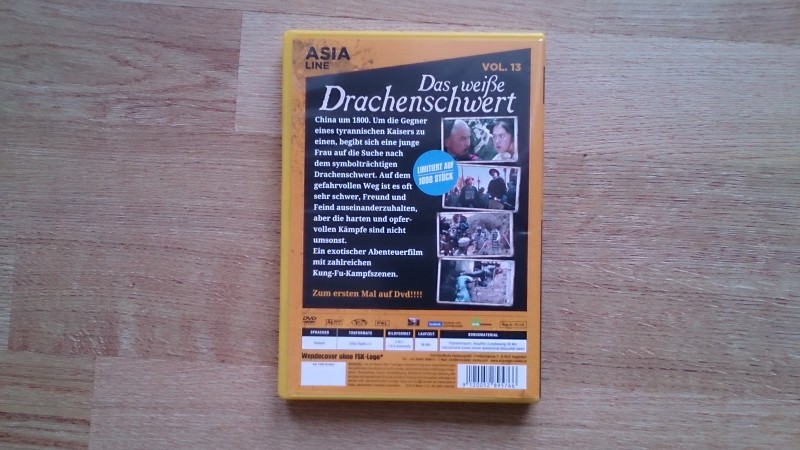 ASIA
LINE
VOL. 13
Das weiße
Drachenschwert
China um 1800. Um die Gegner
eines tyrannischen Kaisers zu
einen, begibt sich eine junge
Frau auf die Suche nach
dem symbolträchtigen
Drachenschwert. Auf dem
gefahrvollen Weg ist es oft
sehr schwer, Freund und
Feind auseinanderzuhalten,
aber die harten und opfer-
vollen Kämpfe sind nicht
umsonst.
Ein exotischer Abenteuerfilm
mit zahlreichen
Kung-Fu-Kampfszenen.
LIMITIERT AUF
1000 STÜCK
Zum ersten Mal auf Dvd!!!!
DVD
PAL
SPRACHEN
TONFORMATE
BILDFORMAT
LAUFZEIT
BONUSMATERIAL
Wendecover ohne FSK-Logo*